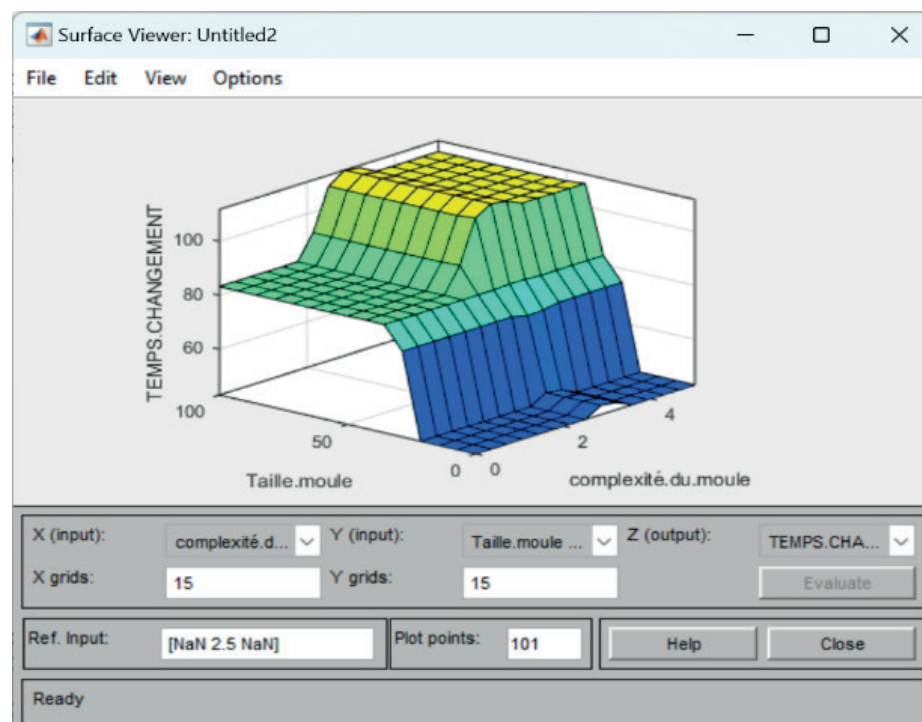 Surface Viewer: Untitled2
File Edit View Options
TEMPS.CHANGEMENT
100
80
60
100
50
0
0
2
4
Taille.moule
complexité.du.moule
X (input): complexité.d... Y (input): Taille.moule ... Z (output): TEMPS.CHA...
X grids: 15 Y grids: 15 Evaluate
Ref. Input: [NaN 2.5 NaN] Plot points: 101 Help Close
Ready